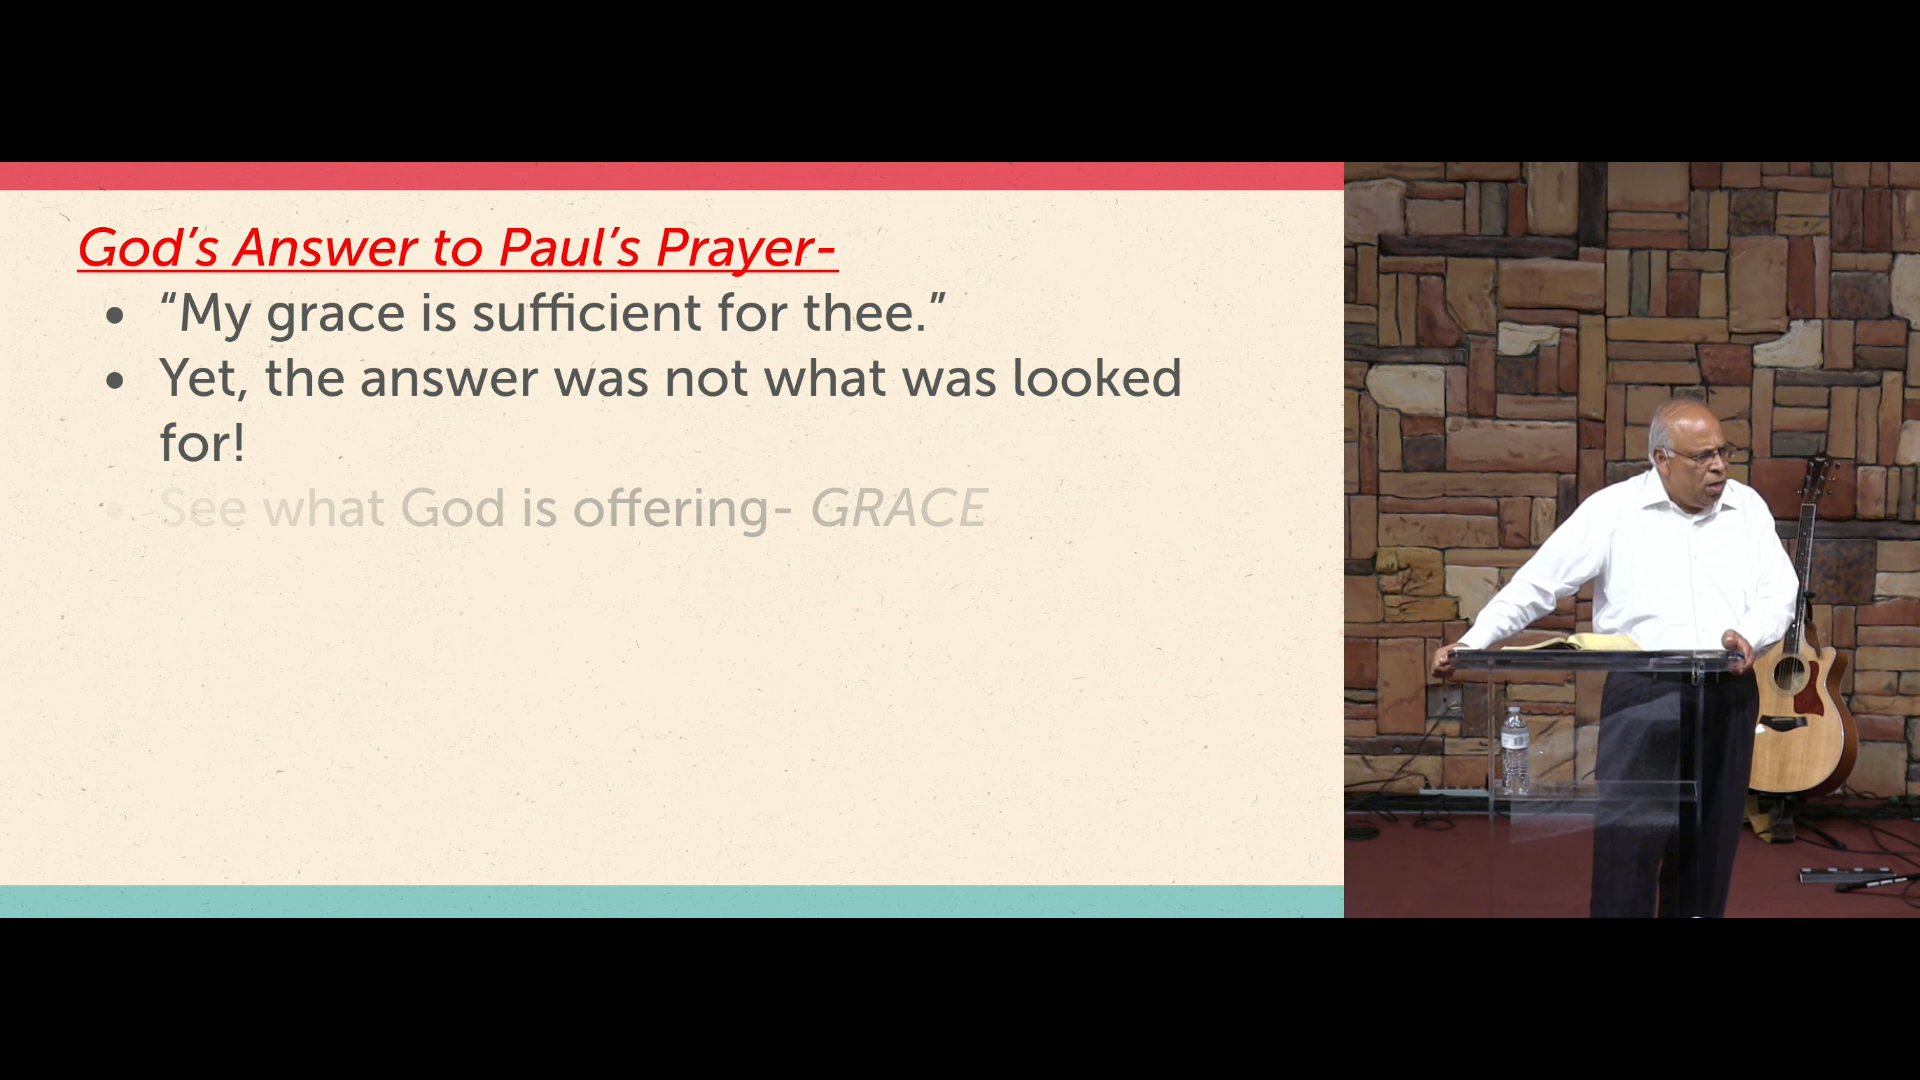 God’s Answer to Paul’s Prayer-
• “My grace is sufficient for thee.”
• Yet, the answer was not what was looked
for!
• See what God is offering- GRACE